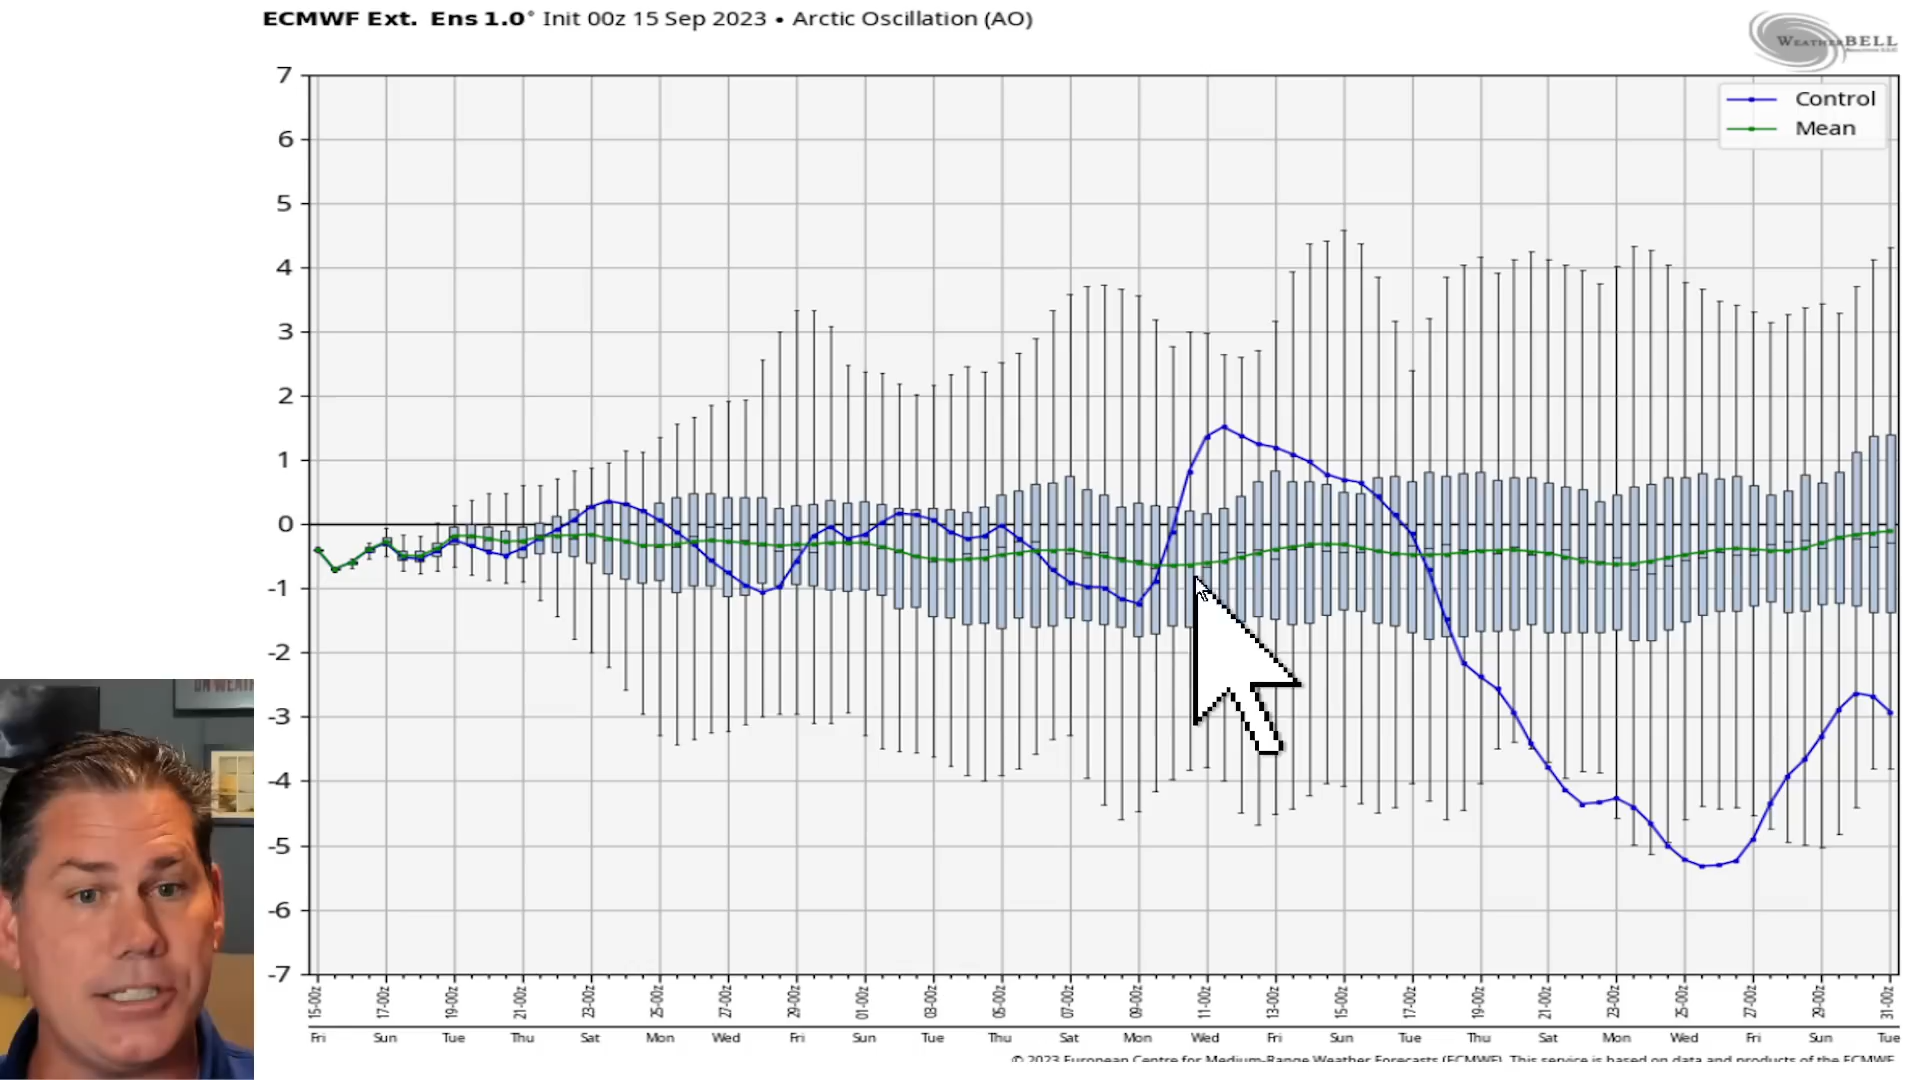 ECMWF Ext. Ens 1.0° Init 00z 15 Sep 2023 • Arctic Oscillation (AO)
WEATHERBELL
Control
Mean
7
6
5
4
3
2
1
0
-1
-2
-3
-4
-5
-6
-7
15-00z 17-00z 19-00z 21-00z 23-00z 25-00z 27-00z 29-00z 01-00z 03-00z 05-00z 07-00z 09-00z 11-00z 13-00z 15-00z 17-00z 19-00z 21-00z 23-00z 25-00z 27-00z 29-00z 31-00z
Fri Sun Tue Thu Sat Mon Wed Fri Sun Tue Thu Sat Mon Wed Fri Sun Tue Thu Sat Mon Wed Fri Sun Tue
© 2023 European Centre for Medium-Range Weather Forecasts (ECMWF). This service is based on data and products of the ECMWF.